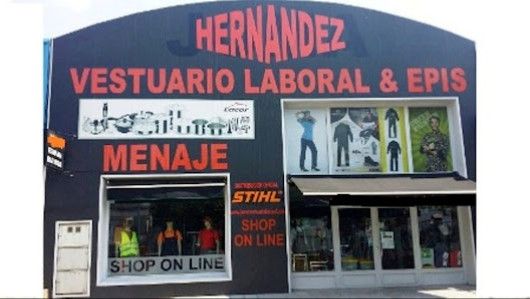 HERNANDEZ
VESTUARIO LABORAL & EPIS
MENAJE
STIHL
SHOP
ON LINE
SHOP ON LINE